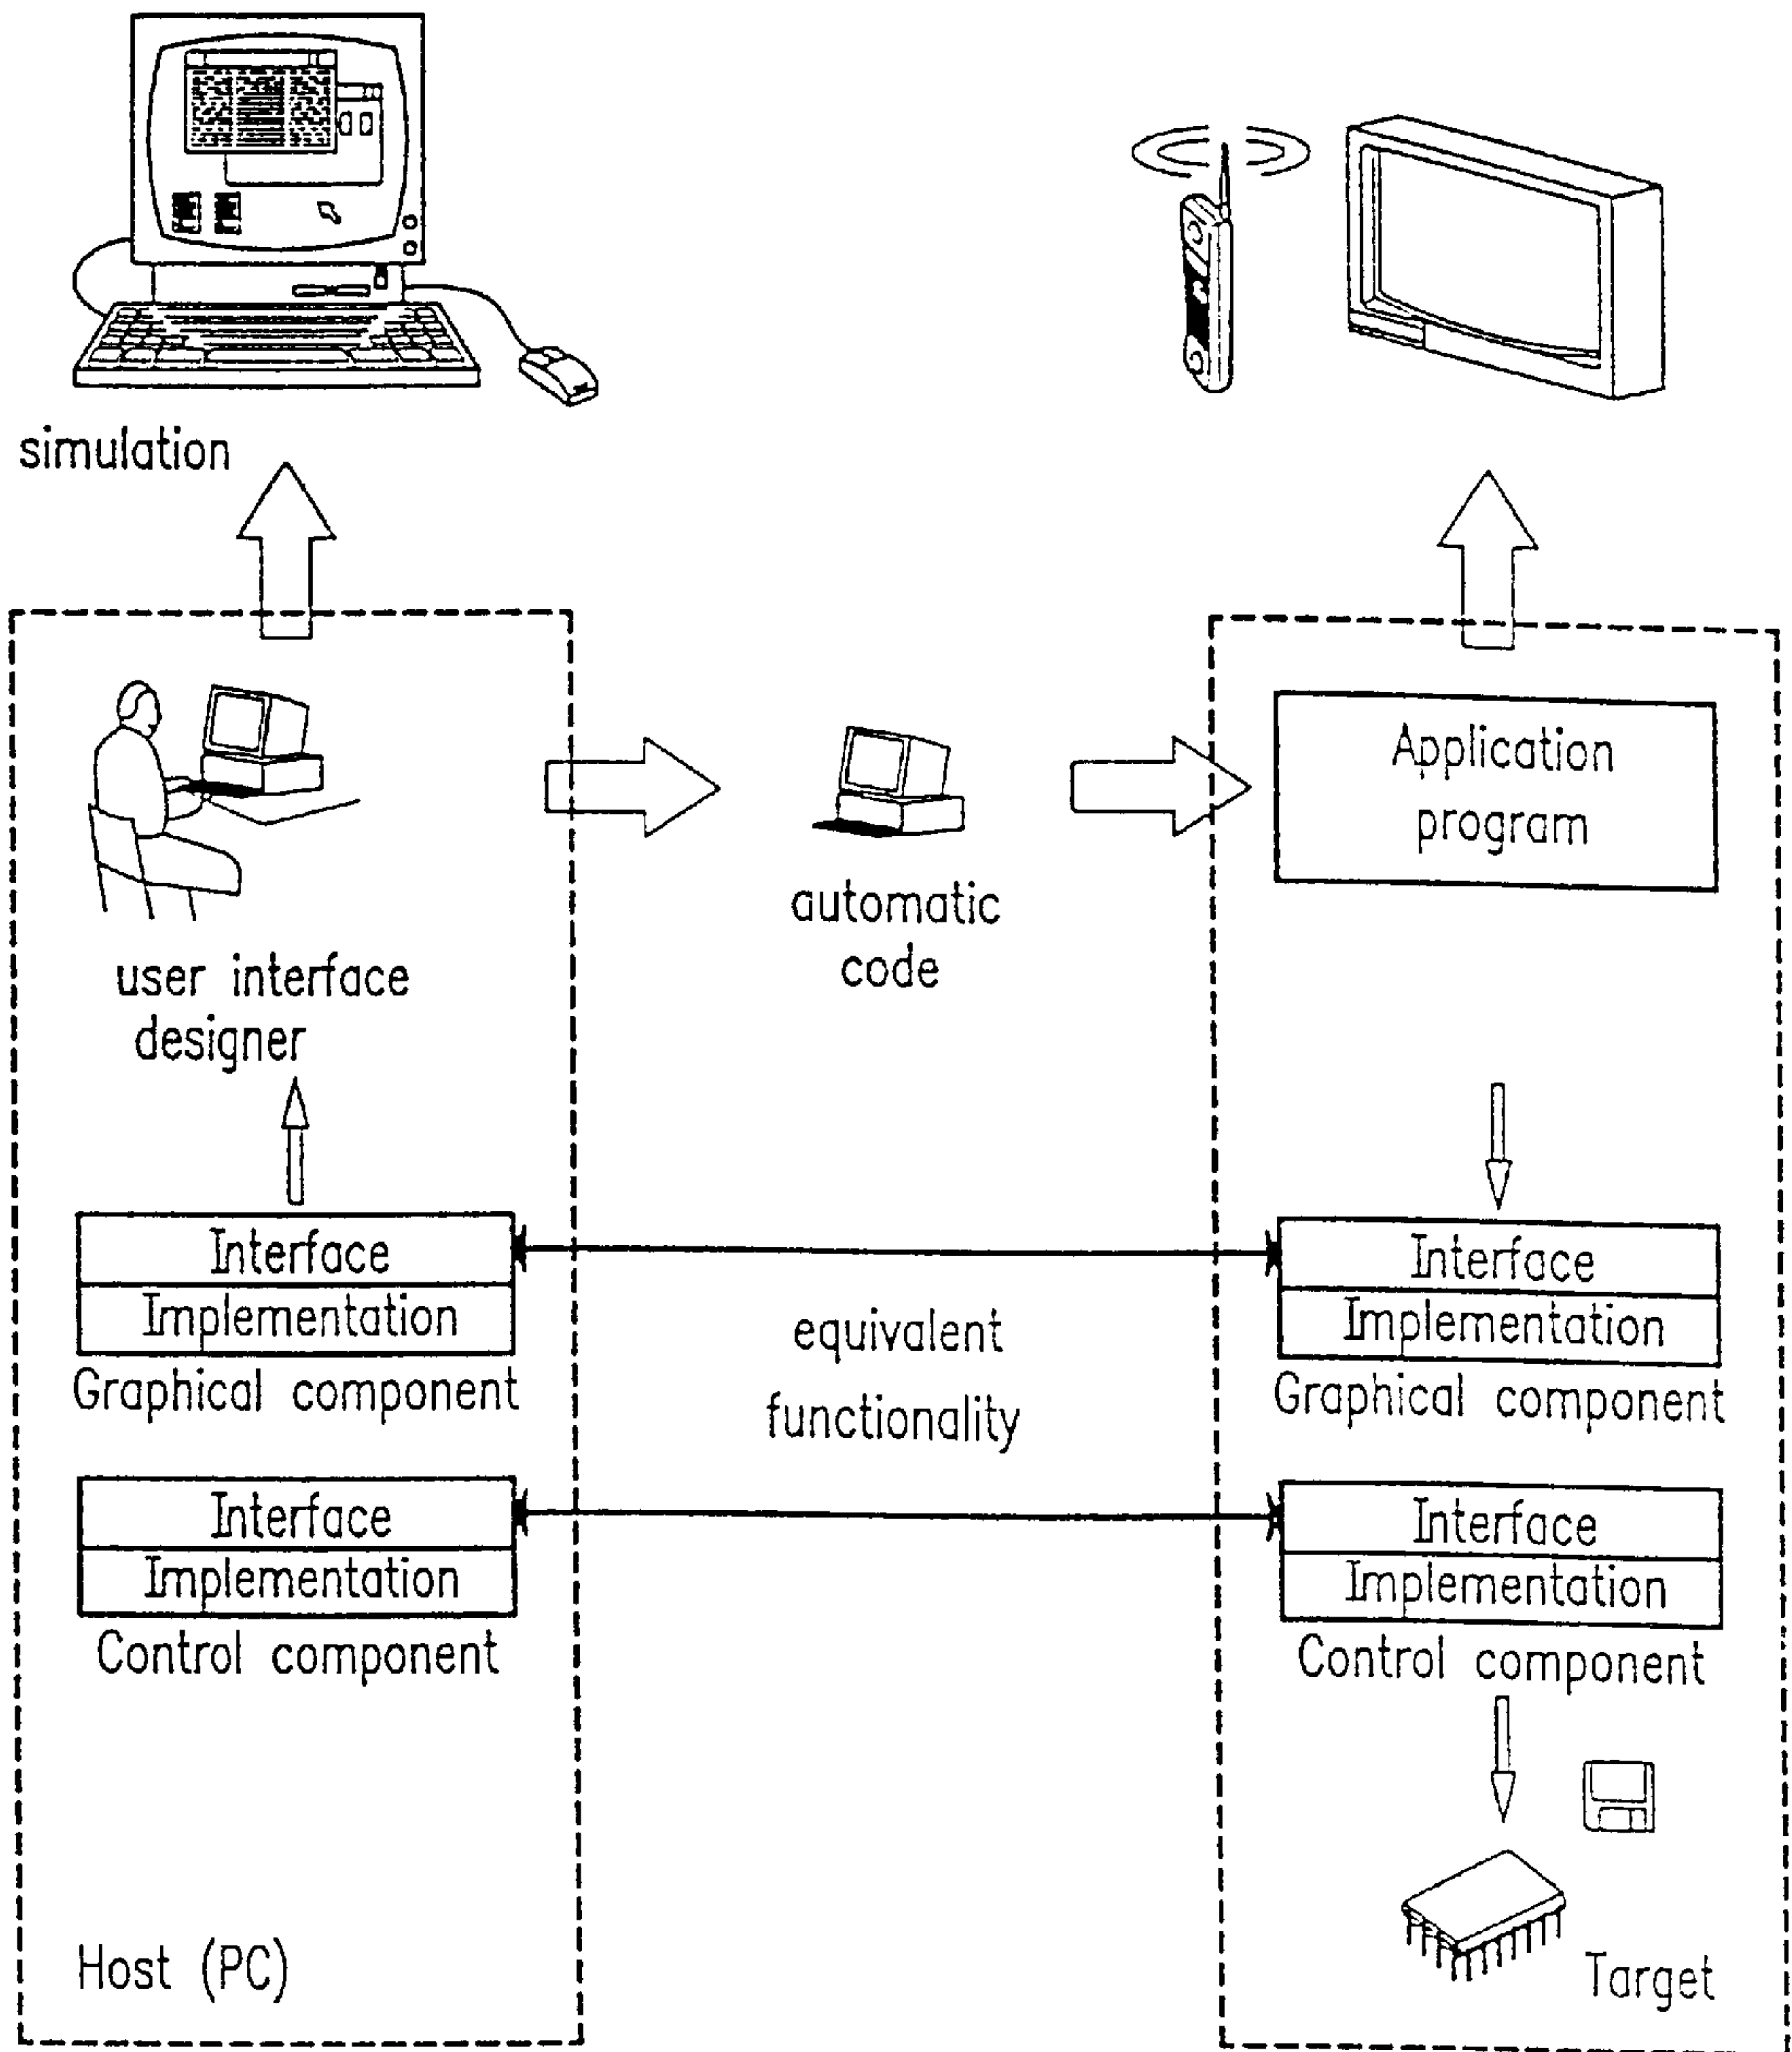 simulation
user interface
designer
automatic
code
Application
program
Interface
Implementation
Graphical component
equivalent
functionality
Interface
Implementation
Graphical component
Interface
Implementation
Control component
Interface
Implementation
Control component
Host (PC)
Target